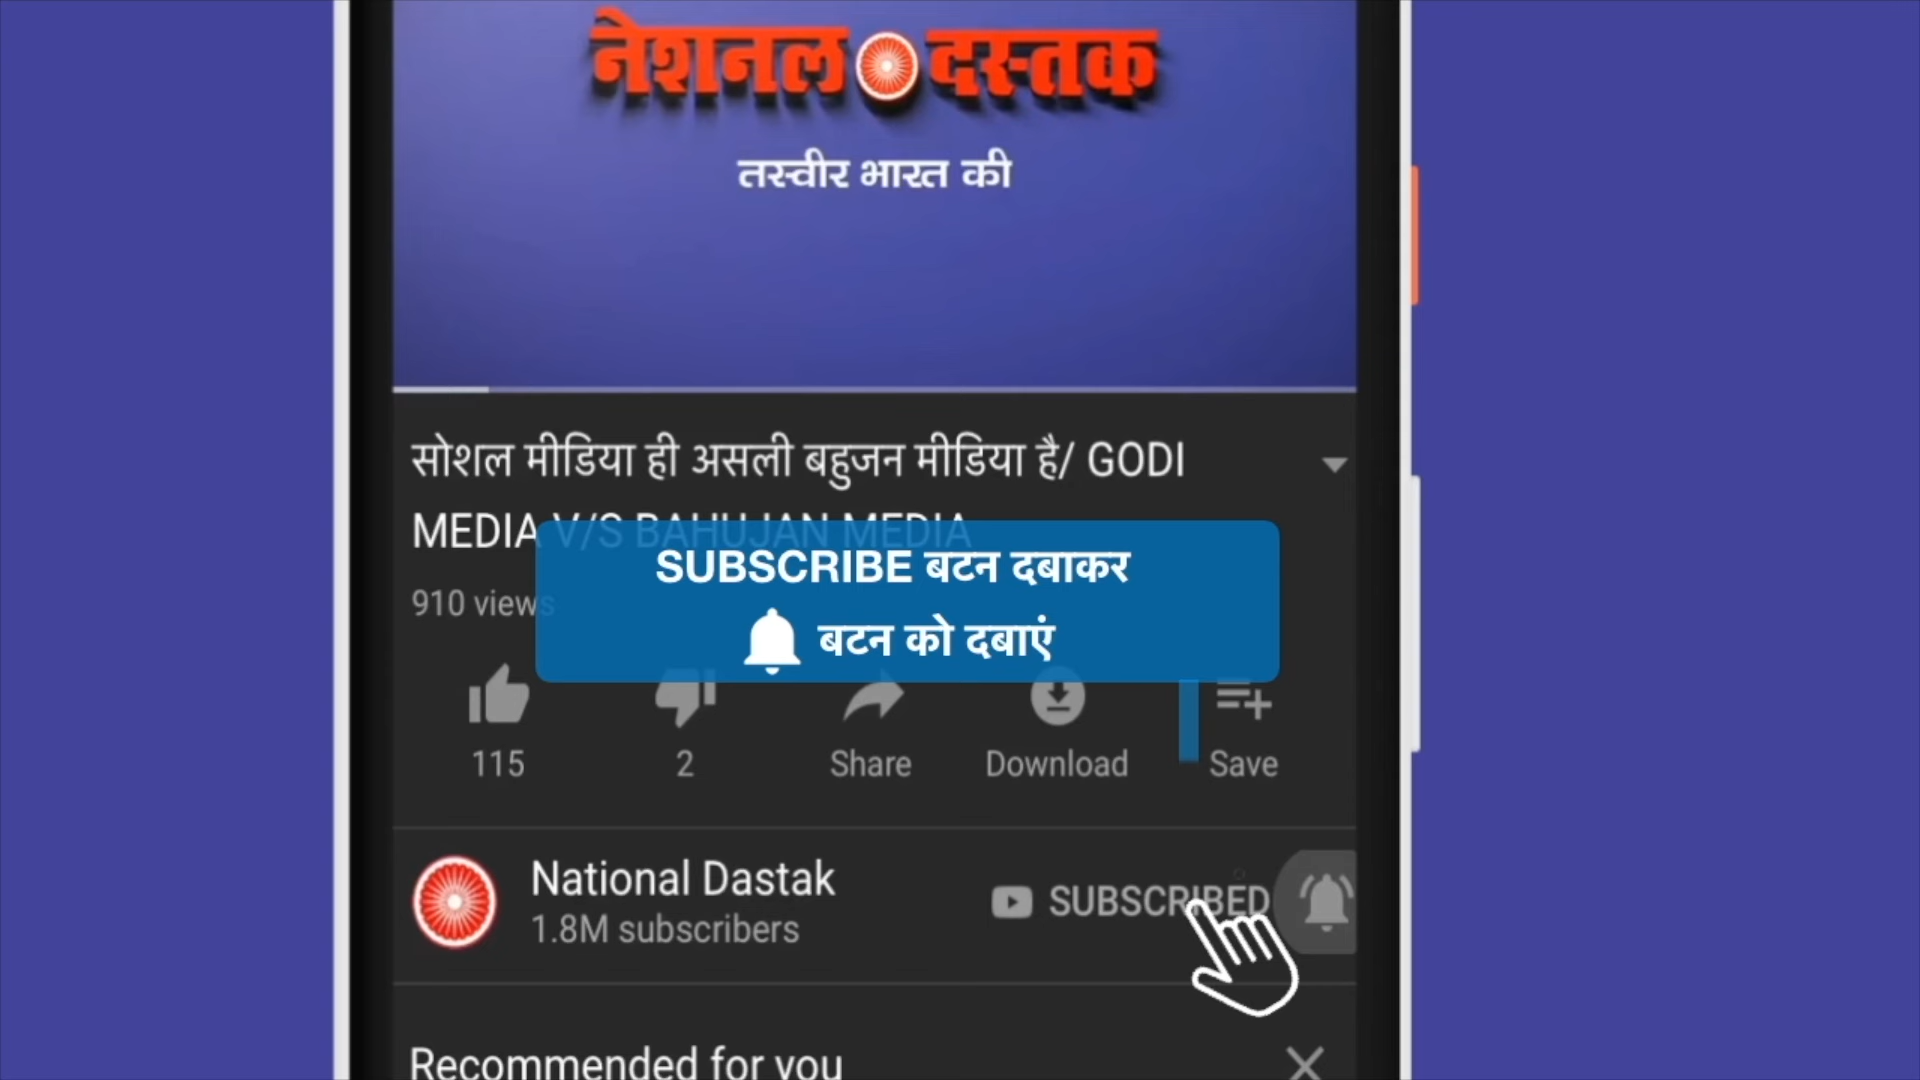 नेशनल दस्तक
तस्वीर भारत की
सोशल मीडिया ही असली बहुजन मीडिया है/ GODI
MEDIA V/S BAHUJAN MEDIA
910 views
SUBSCRIBE बटन दबाकर
बटन को दबाएं
115
2
Share
Download
Save
National Dastak
1.8M subscribers
SUBSCRIBED
Recommended for you